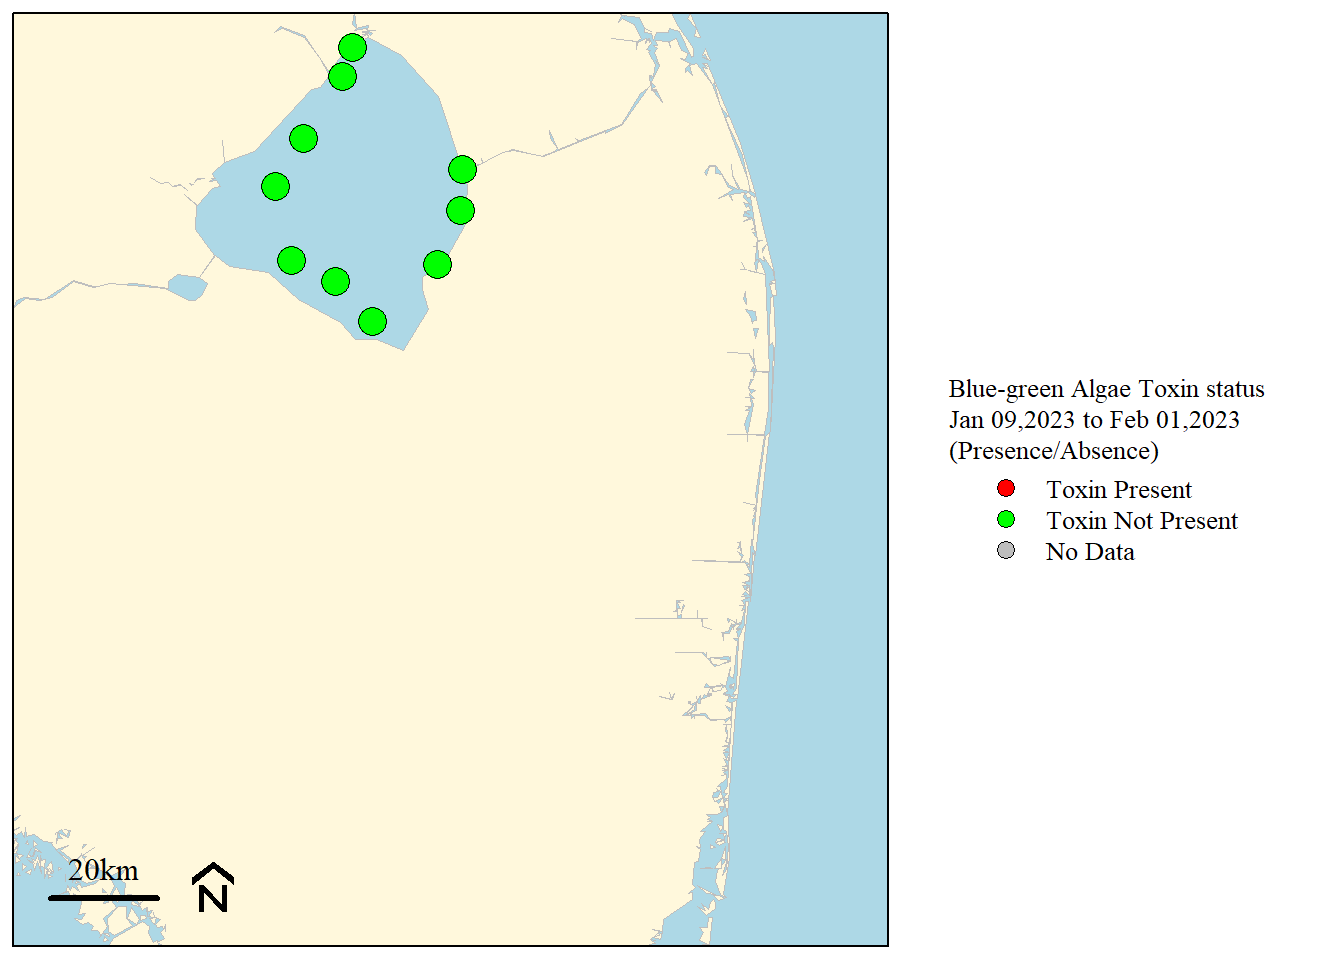 Blue-green Algae Toxin status
Jan 09,2023 to Feb 01,2023
(Presence/Absence)
Toxin Present
Toxin Not Present
No Data
20km
N